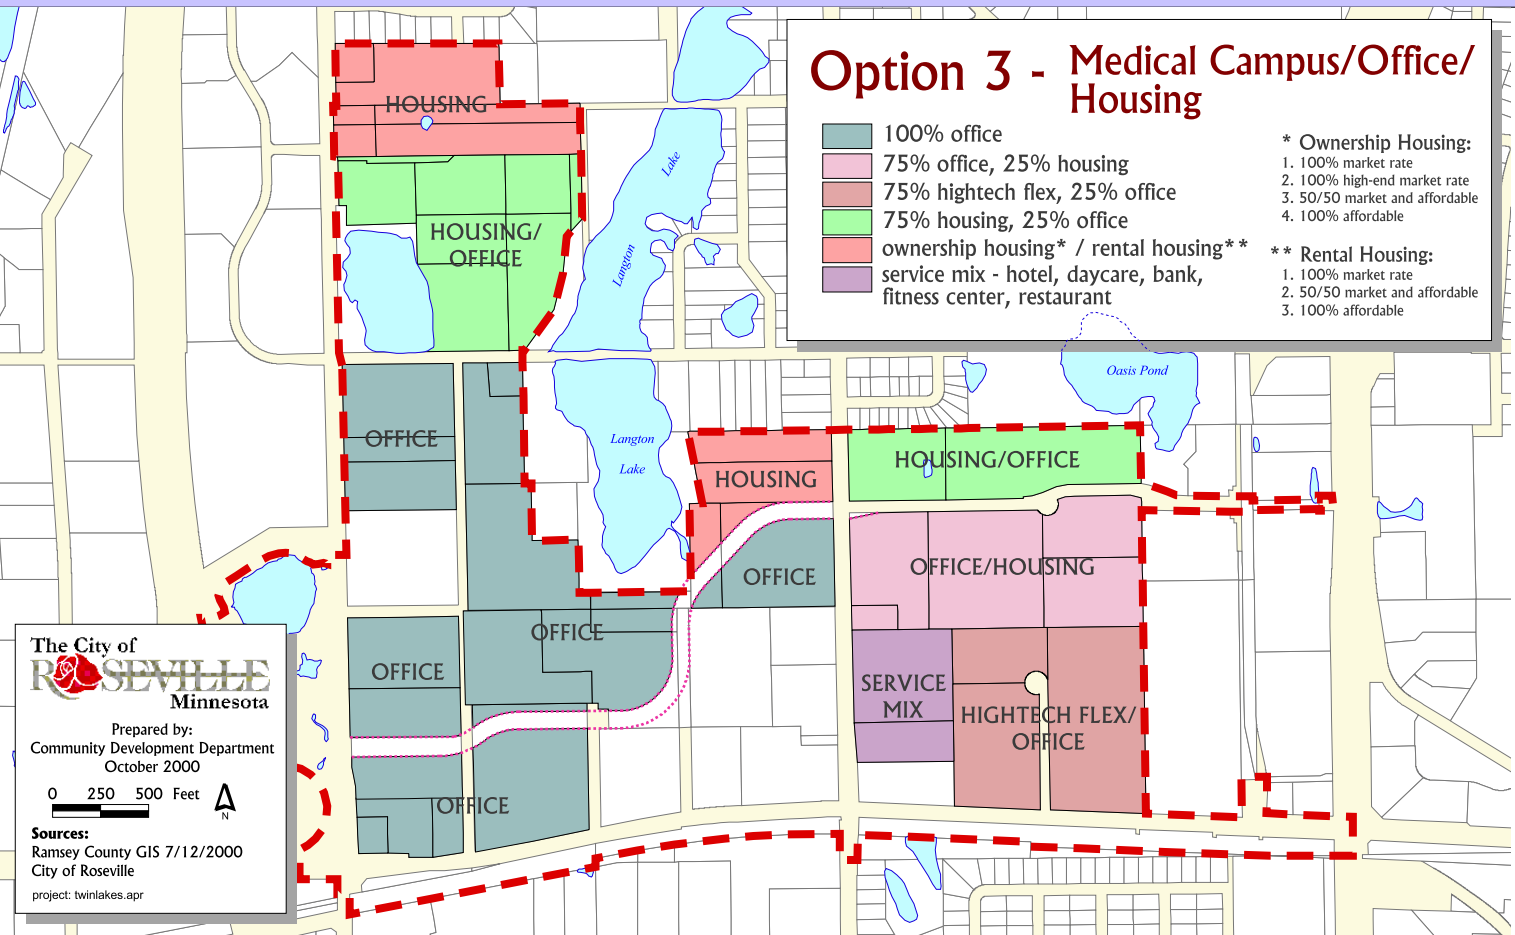 Option 3 - Medical Campus/Office/
Housing
100% office
75% office, 25% housing
75% hightech flex, 25% office
75% housing, 25% office
ownership housing* / rental housing**
service mix - hotel, daycare, bank,
fitness center, restaurant
* Ownership Housing:
1. 100% market rate
2. 100% high-end market rate
3. 50/50 market and affordable
4. 100% affordable
** Rental Housing:
1. 100% market rate
2. 50/50 market and affordable
3. 100% affordable
HOUSING
HOUSING/
OFFICE
Lake
Langton
Oasis Pond
OFFICE
Langton
Lake
HOUSING
HOUSING/OFFICE
OFFICE
OFFICE/HOUSING
OFFICE
OFFICE
SERVICE
MIX
HIGHTECH FLEX/
OFFICE
OFFICE
The City of
ROSEVILLE
Minnesota
Prepared by:
Community Development Department
October 2000
0 250 500 Feet
N
Sources:
Ramsey County GIS 7/12/2000
City of Roseville
project: twinlakes.apr